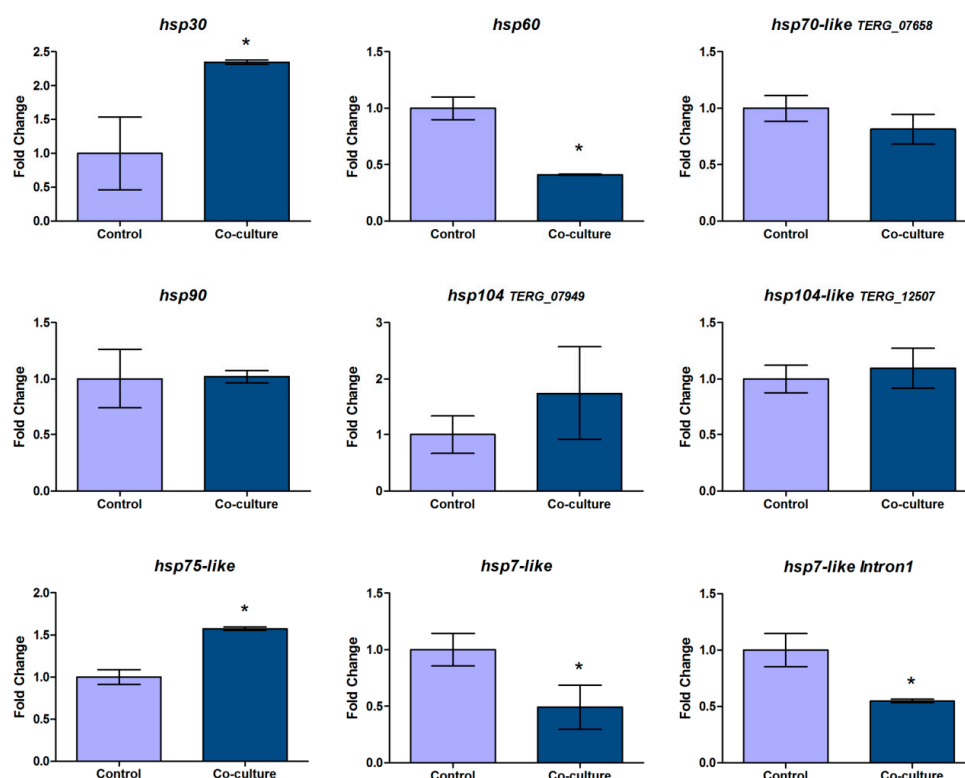 hsp30
*
Fold Change
2.5
2.0
1.5
1.0
0.5
0.0
Control
Co-culture
hsp60
*
Fold Change
1.5
1.0
0.5
0.0
Control
Co-culture
hsp70-like TERG_07658
Fold Change
1.5
1.0
0.5
0.0
Control
Co-culture
hsp90
Fold Change
1.5
1.0
0.5
0.0
Control
Co-culture
hsp104 TERG_07949
Fold Change
3
2
1
0
Control
Co-culture
hsp104-like TERG_12507
Fold Change
1.5
1.0
0.5
0.0
Control
Co-culture
hsp75-like
*
Fold Change
2.0
1.5
1.0
0.5
0.0
Control
Co-culture
hsp7-like
*
Fold Change
1.5
1.0
0.5
0.0
Control
Co-culture
hsp7-like Intron1
*
Fold Change
1.5
1.0
0.5
0.0
Control
Co-culture